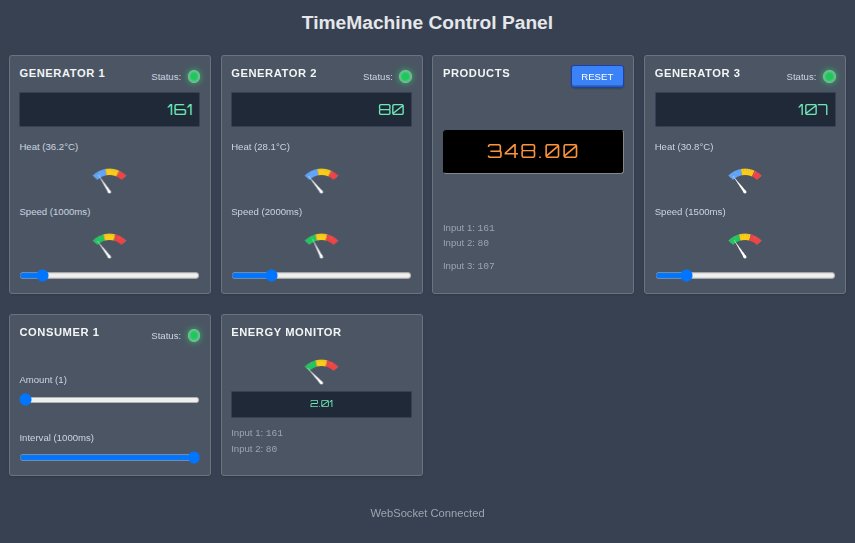 TimeMachine Control Panel
GENERATOR 1
Status:
161
Heat (36.2°C)
Speed (1000ms)
GENERATOR 2
Status:
80
Heat (28.1°C)
Speed (2000ms)
PRODUCTS
RESET
348.00
Input 1: 161
Input 2: 80
Input 3: 107
GENERATOR 3
Status:
107
Heat (30.8°C)
Speed (1500ms)
CONSUMER 1
Status:
Amount (1)
Interval (1000ms)
ENERGY MONITOR
2.01
Input 1: 161
Input 2: 80
WebSocket Connected